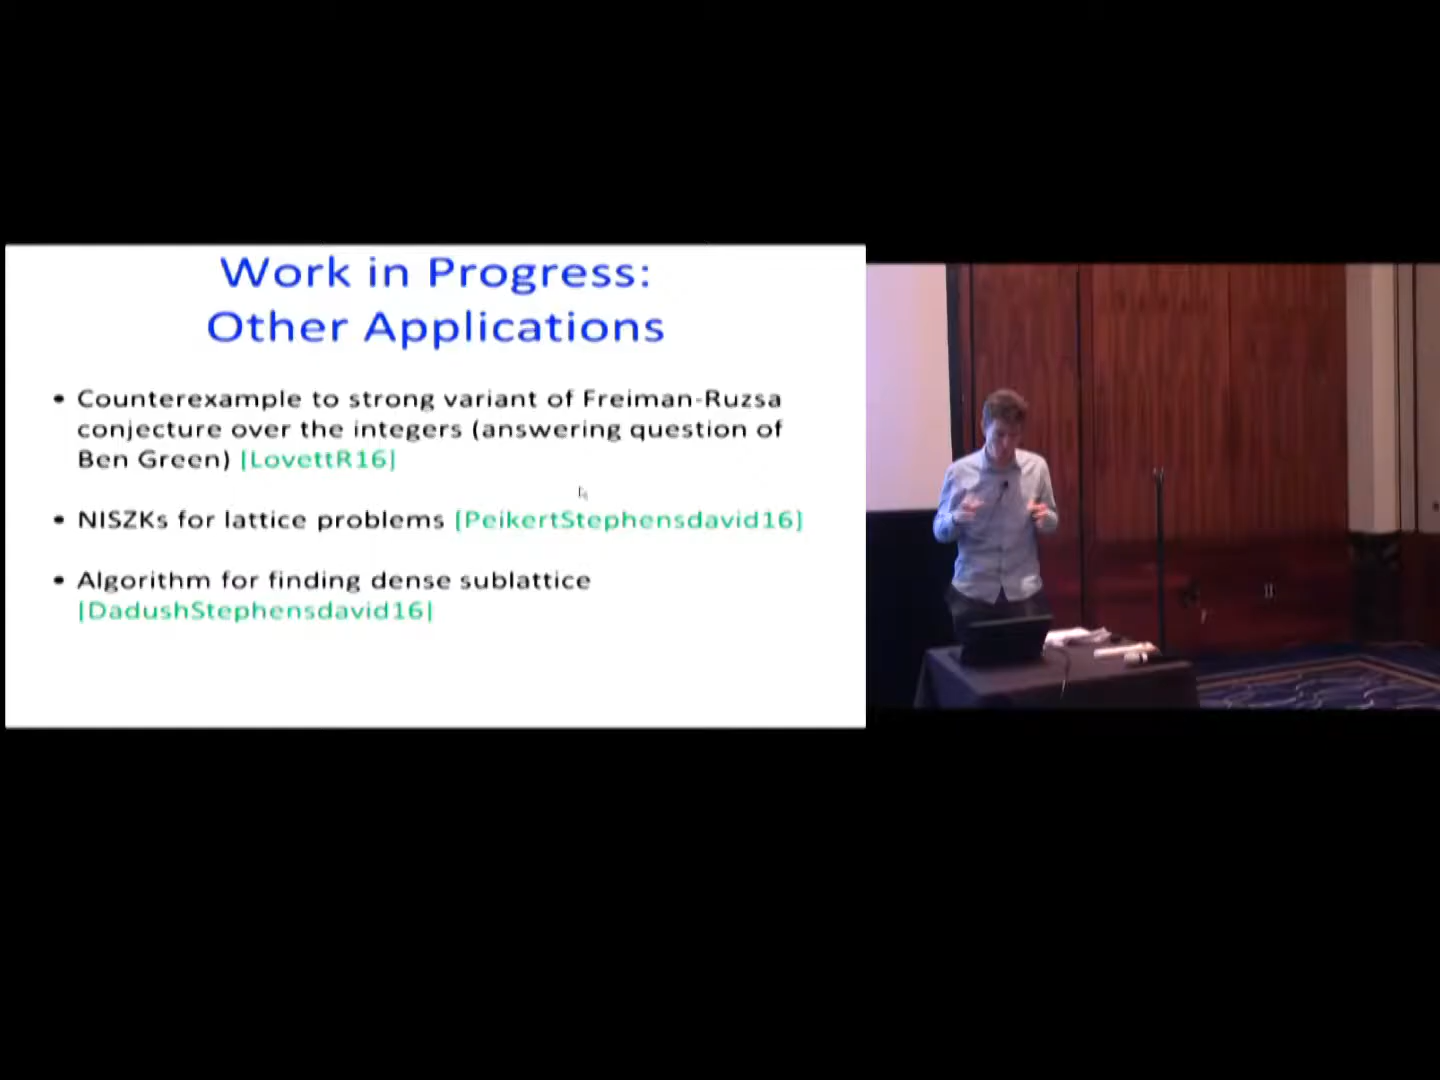 Work in Progress:
Other Applications
• Counterexample to strong variant of Freiman-Ruzsa
conjecture over the integers (answering question of
Ben Green) [LovettR16]
• NISZKs for lattice problems [PeikertStephensdavid16]
• Algorithm for finding dense sublattice
[DadushStephensdavid16]